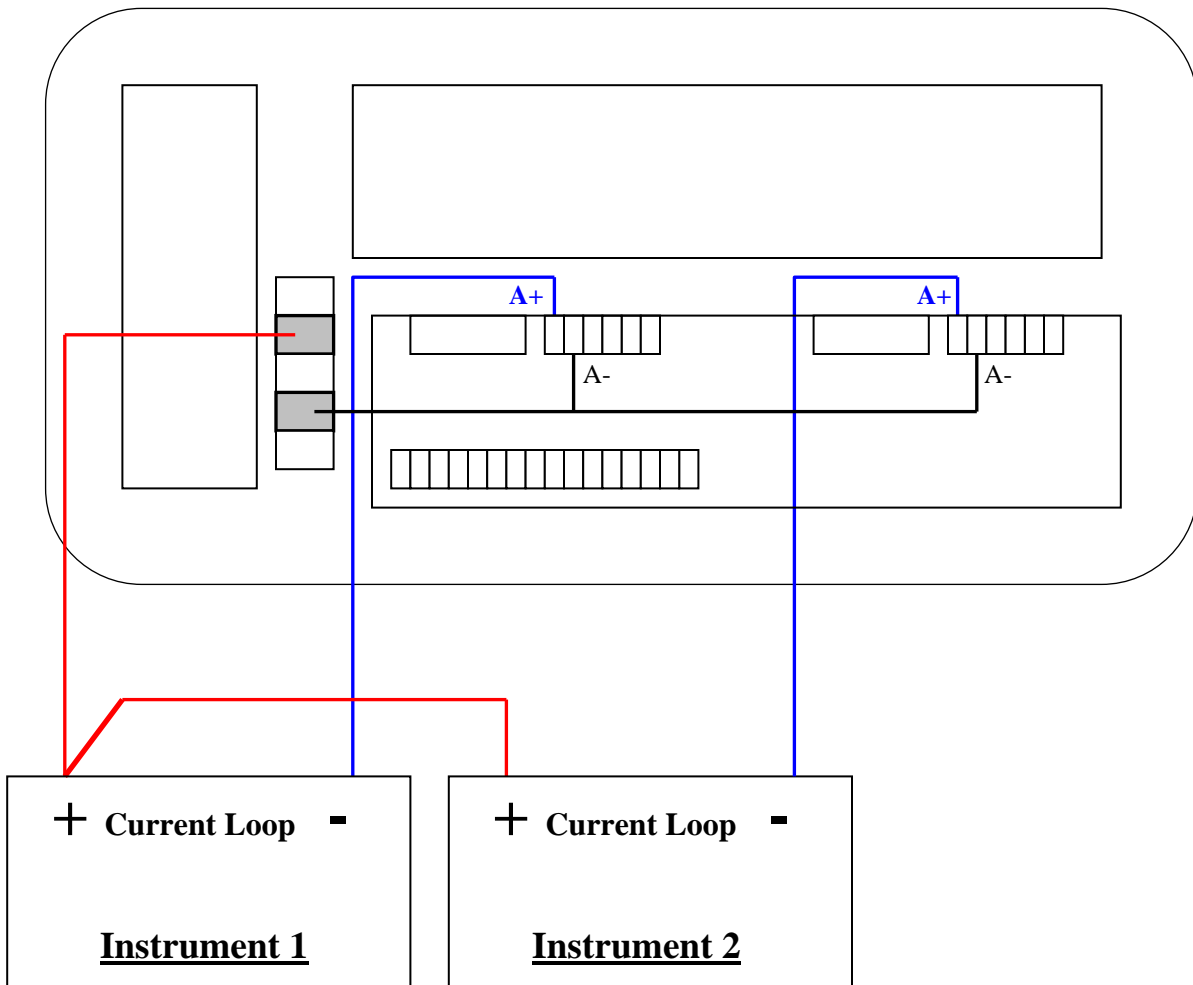 A+ A+
A- A-
+ Current Loop - + Current Loop -
Instrument 1 Instrument 2